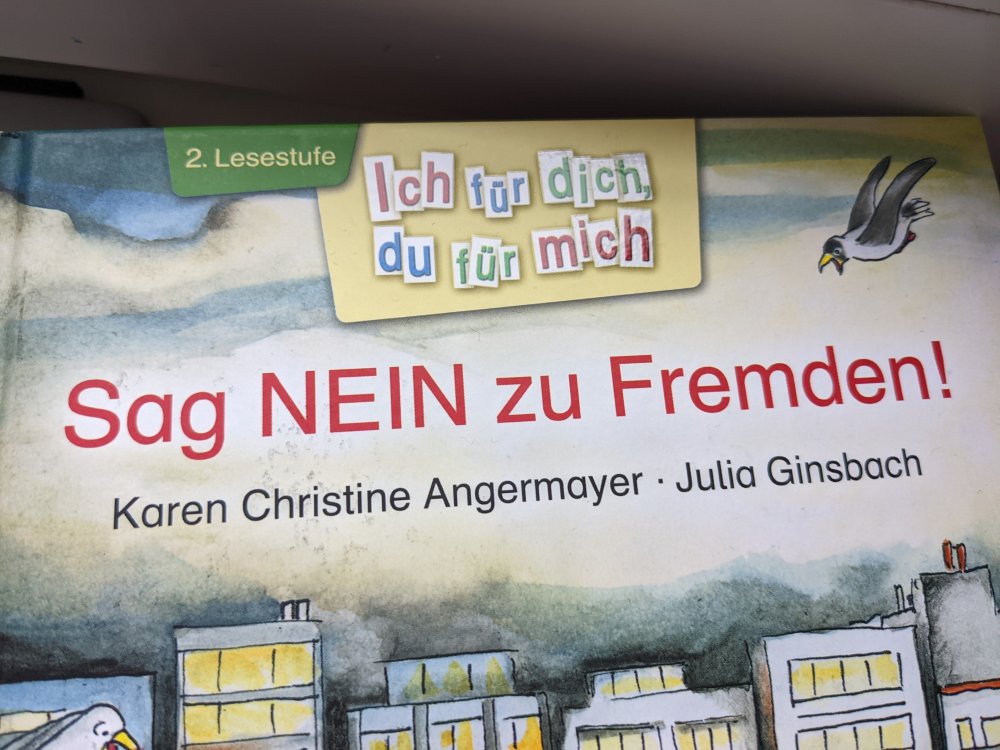 2. Lesestufe
Ich für dich,
du für mich
Sag NEIN zu Fremden!
Karen Christine Angermayer · Julia Ginsbach